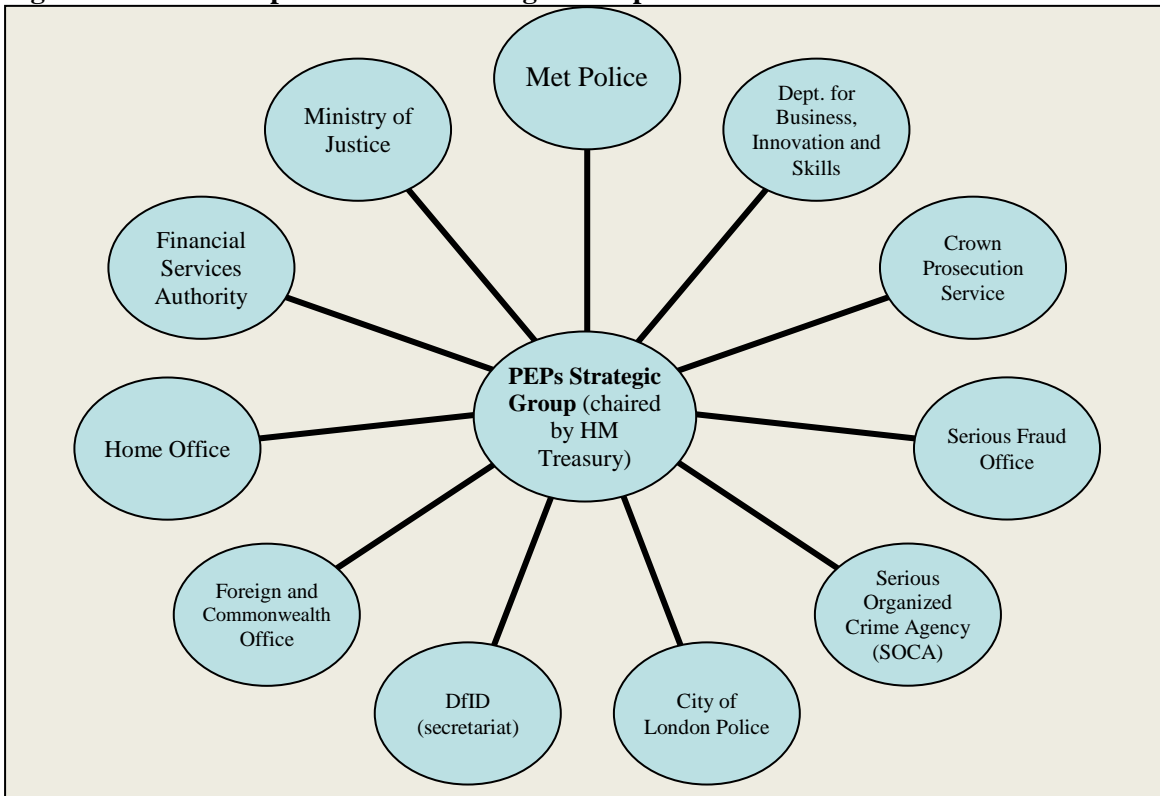 Met Police
Ministry of
Justice
Dept. for
Business,
Innovation and
Skills
Financial
Services
Authority
Crown
Prosecution
Service
PEPs Strategic
Group (chaired
by HM
Treasury)
Home Office
Serious Fraud
Office
Foreign and
Commonwealth
Office
Serious
Organized
Crime Agency
(SOCA)
DfID
(secretariat)
City of
London Police